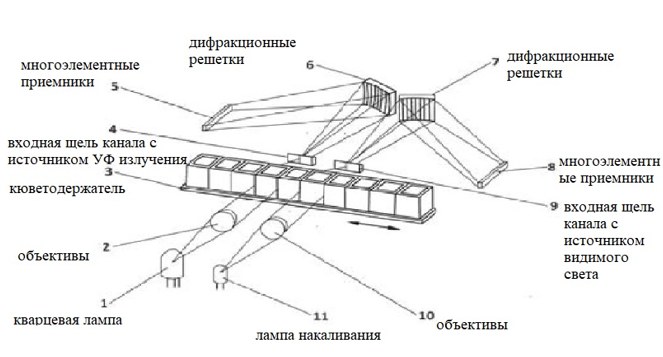 дифракционные
решетки
6
7
дифракционные
решетки
многоэлементные
приемники
5
4
входная щель канала с
источником УФ излучения
3
кюветодержатель
8
многоэлементн
ые приемники
9
входная щель
канала с
источником
видимого
света
2
объективы
1
кварцевая лампа
11
лампа накаливания
10
объективы